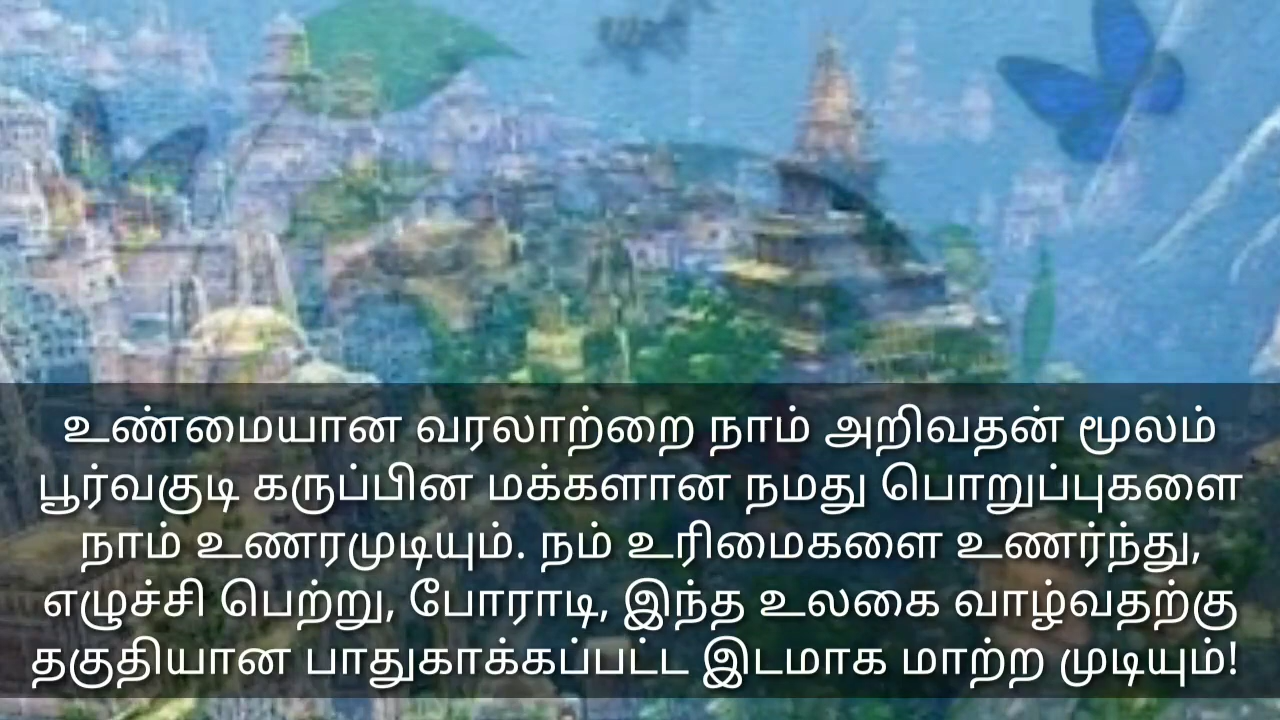 உண்மையான வரலாற்றை நாம் அறிவதன் மூலம்
பூர்வகுடி கருப்பின மக்களான நமது பொறுப்புகளை
நாம் உணரமுடியும். நம் உரிமைகளை உணர்ந்து,
எழுச்சி பெற்று, போராடி, இந்த உலகை வாழ்வதற்கு
தகுதியான பாதுகாக்கப்பட்ட இடமாக மாற்ற முடியும்!